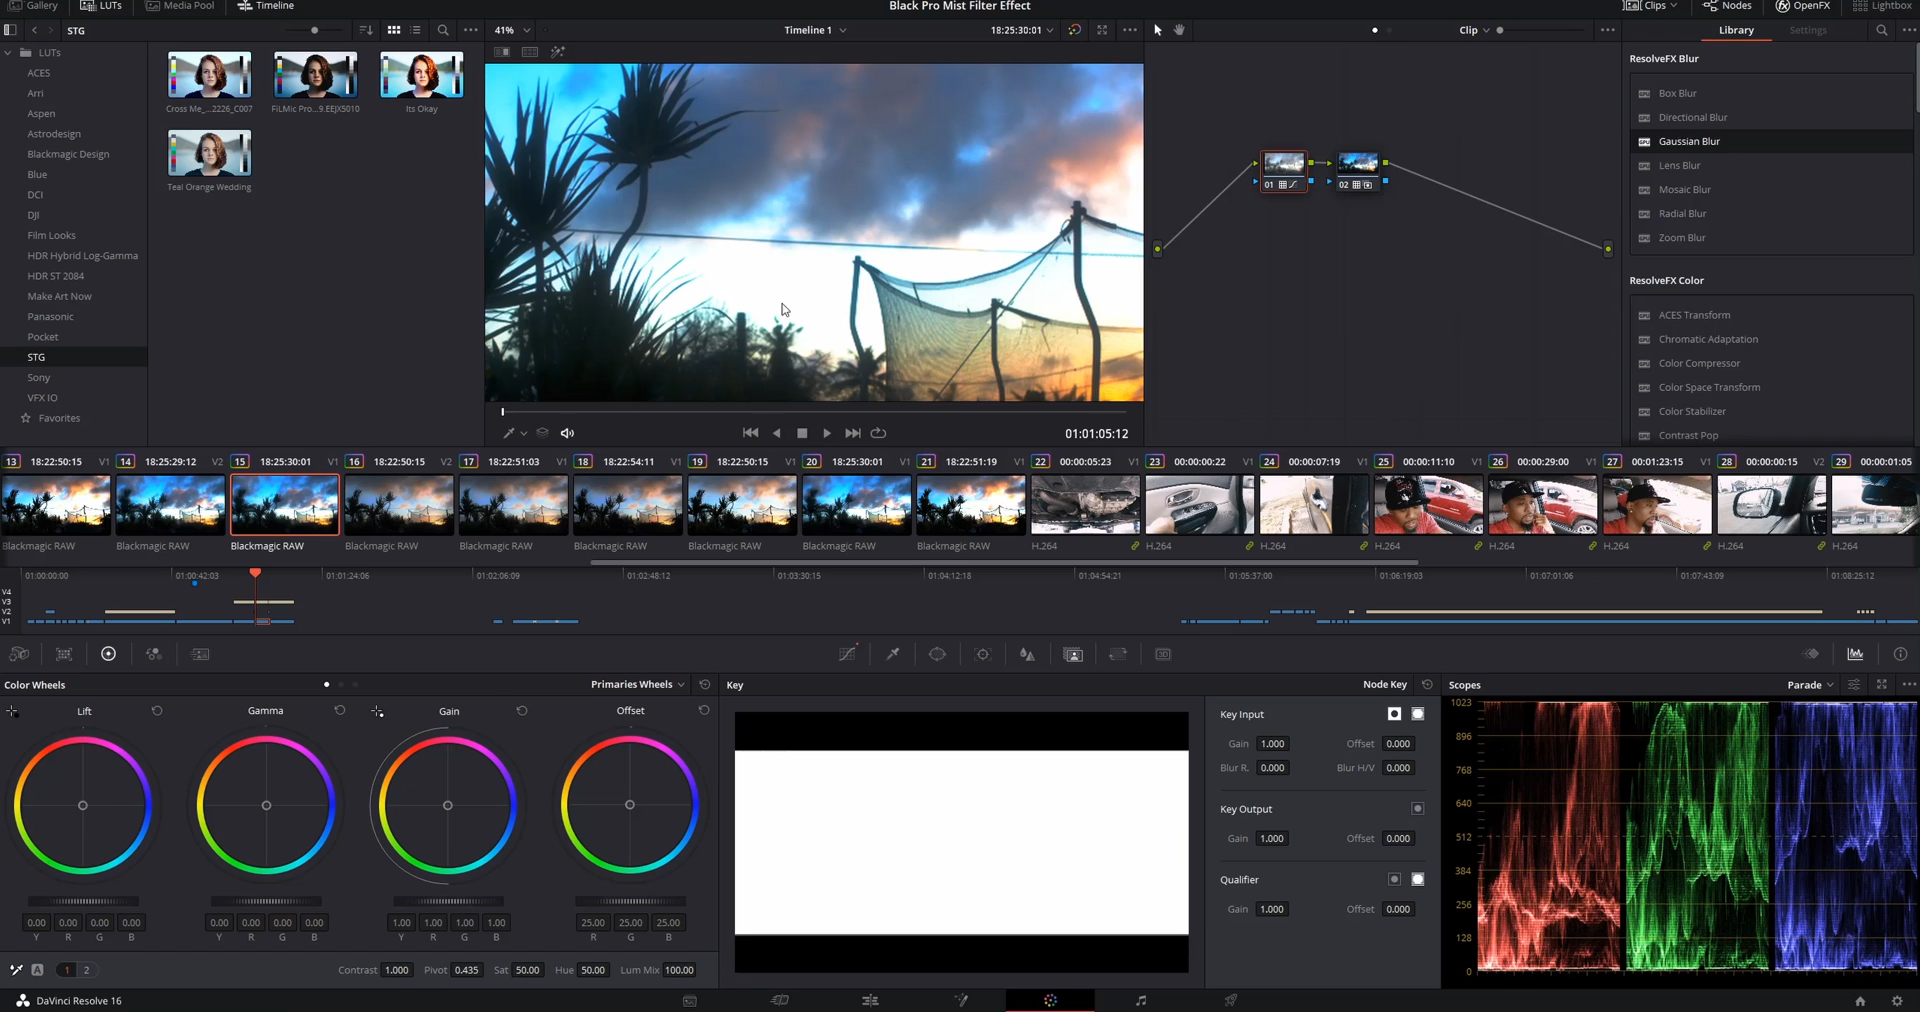 Gallery LUTs Media Pool Timeline Black Pro Mist Filter Effect Clips Nodes OpenFX Lightbox
STG 41% Timeline 1 18:25:30:01 Clip Library Settings
LUTs
ACES
Arri
Aspen
Astrodesign
Blackmagic Design
Blue
DCI
DJI
Film Looks
HDR Hybrid Log-Gamma
HDR ST 2084
Make Art Now
Panasonic
Pocket
STG
Sony
VFX IO
Favorites
Cross Me_...2226_C007 FiLMic Pro...9.EEJX5010 Its Okay
Teal Orange Wedding
01 02
ResolveFX Blur
Box Blur
Directional Blur
Gaussian Blur
Lens Blur
Mosaic Blur
Radial Blur
Zoom Blur
ResolveFX Color
ACES Transform
Chromatic Adaptation
Color Compressor
Color Space Transform
Color Stabilizer
Contrast Pop
01:01:05:12
13 18:22:50:15 V1 14 18:25:29:12 V2 15 18:25:30:01 V1 16 18:22:50:15 V2 17 18:22:51:03 V1 18 18:22:54:11 V1 19 18:22:50:15 V1 20 18:25:30:01 V1 21 18:22:51:19 V1 22 00:00:05:23 V1 23 00:00:00:22 V1 24 00:00:07:19 V1 25 00:00:11:10 V1 26 00:00:29:00 V1 27 00:01:23:15 V1 28 00:00:00:15 V2 29 00:00:01:05
Blackmagic RAW Blackmagic RAW Blackmagic RAW Blackmagic RAW Blackmagic RAW Blackmagic RAW Blackmagic RAW Blackmagic RAW Blackmagic RAW H.264 H.264 H.264 H.264 H.264 H.264 H.264 H.264
01:00:00:00 01:00:42:03 01:01:24:06 01:02:06:09 01:02:48:12 01:03:30:15 01:04:12:18 01:04:54:21 01:05:37:00 01:06:19:03 01:07:01:06 01:07:43:09 01:08:25:12
V4
V3
V2
V1
Color Wheels Primaries Wheels
Lift Gamma Gain Offset
0.00 0.00 0.00 0.00 0.00 0.00 0.00 0.00 1.00 1.00 1.00 1.00 25.00 25.00 25.00
Y R G B Y R G B Y R G B R G B
A 1 2 Contrast 1.000 Pivot 0.435 Sat 50.00 Hue 50.00 Lum Mix 100.00
Key Node Key
Key Input
Gain 1.000 Offset 0.000
Blur R. 0.000 Blur H/V 0.000
Key Output
Gain 1.000 Offset 0.000
Qualifier
Gain 1.000 Offset 0.000
Scopes Parade
1023
896
768
640
512
384
256
128
0
DaVinci Resolve 16